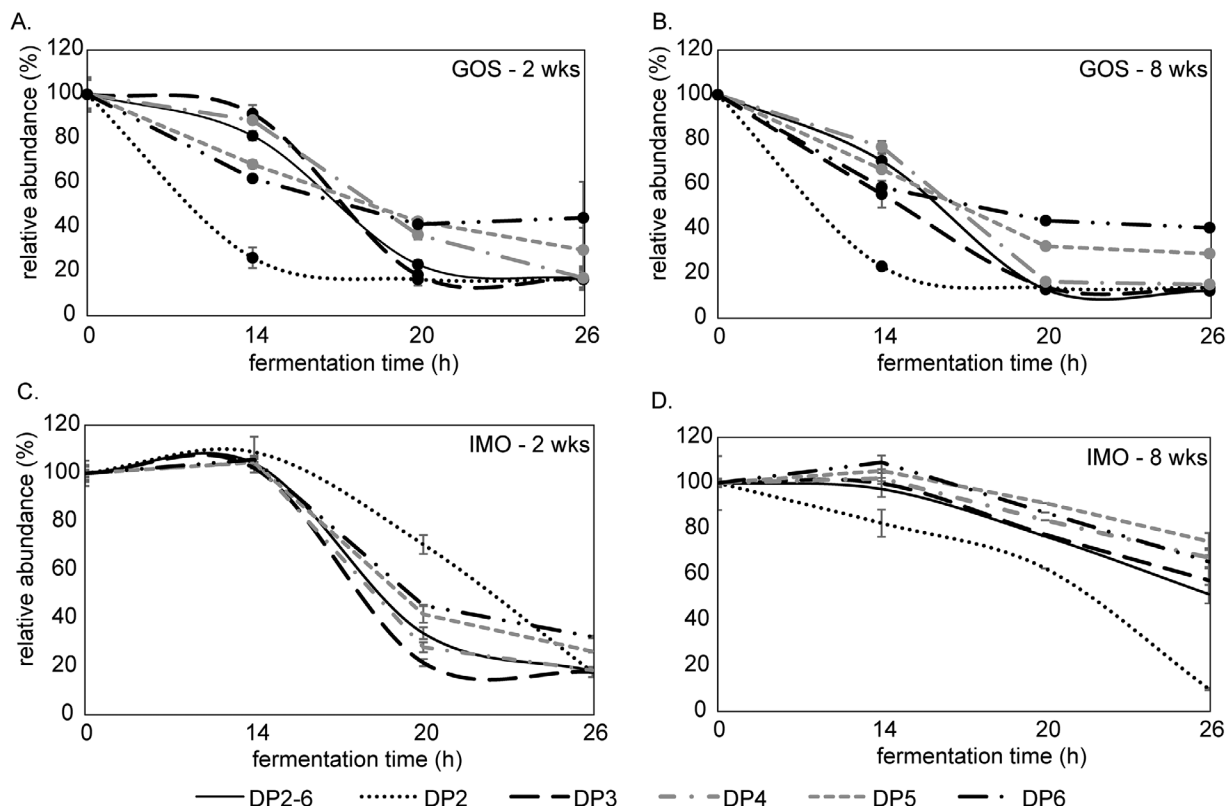 A.
relative abundance (%)
120
100
80
60
40
20
0
GOS - 2 wks
0 14 20 26
fermentation time (h)
B.
relative abundance (%)
120
100
80
60
40
20
0
GOS - 8 wks
0 14 20 26
fermentation time (h)
C.
relative abundance (%)
120
100
80
60
40
20
0
IMO - 2 wks
0 14 20 26
fermentation time (h)
D.
120
100
80
60
40
20
0
IMO - 8 wks
0 14 20 26
fermentation time (h)
DP2-6 DP2 DP3 DP4 DP5 DP6